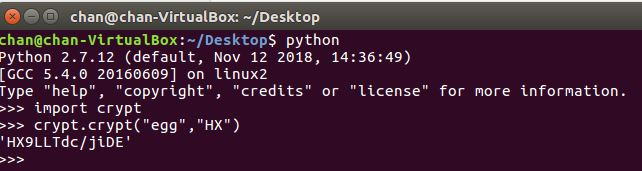 chan@chan-VirtualBox: ~/Desktop
chan@chan-VirtualBox:~/Desktop$ python
Python 2.7.12 (default, Nov 12 2018, 14:36:49)
[GCC 5.4.0 20160609] on linux2
Type "help", "copyright", "credits" or "license" for more information.
>>> import crypt
>>> crypt.crypt("egg","HX")
'HX9LLTdc/jiDE'
>>>